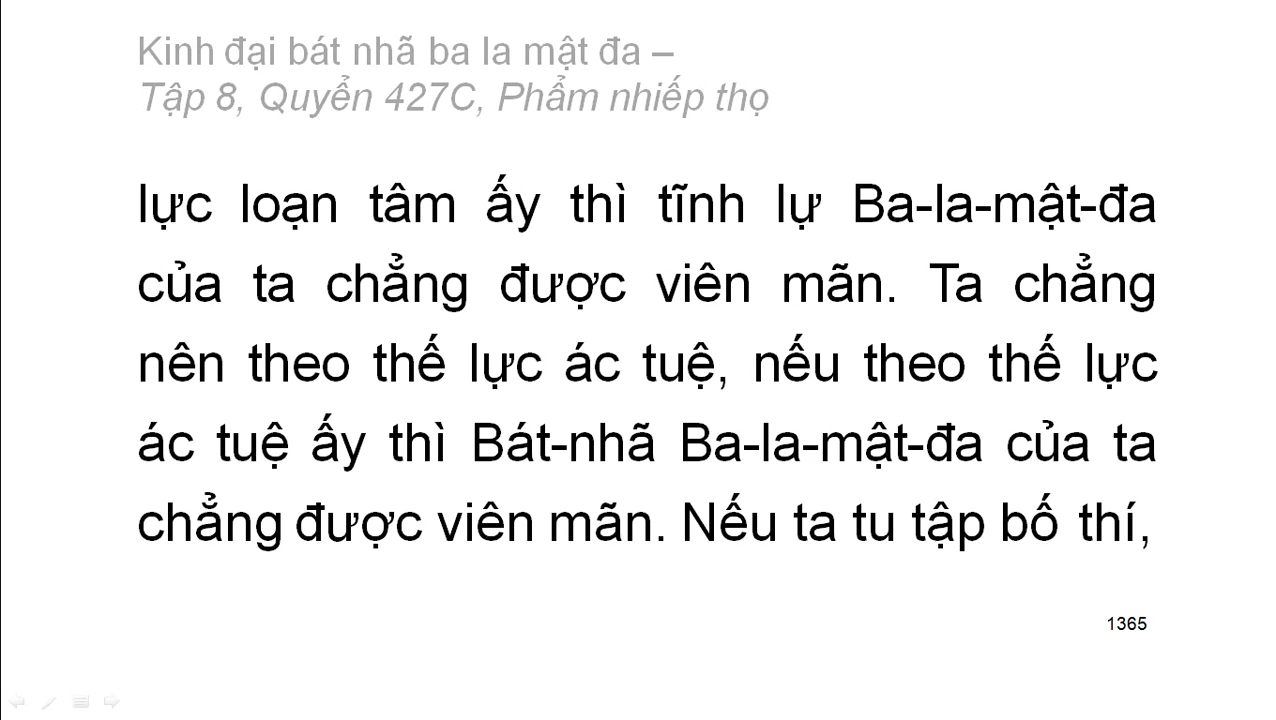 Kinh đại bát nhã ba la mật đa –
Tập 8, Quyển 427C, Phẩm nhiếp thọ
lực loạn tâm ấy thì tĩnh lự Ba-la-mật-đa
của ta chẳng được viên mãn. Ta chẳng
nên theo thế lực ác tuệ, nếu theo thế lực
ác tuệ ấy thì Bát-nhã Ba-la-mật-đa của ta
chẳng được viên mãn. Nếu ta tu tập bố thí,
1365